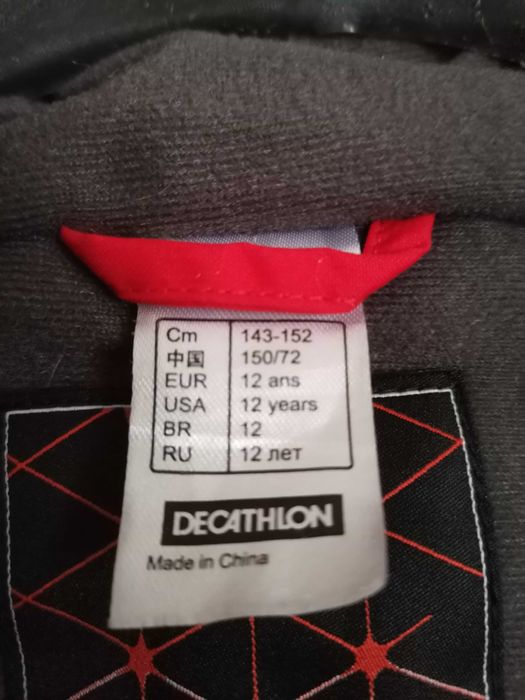 Cm 143-152
中国 150/72
EUR 12 ans
USA 12 years
BR 12
RU 12 лет
DECATHLON
Made in China